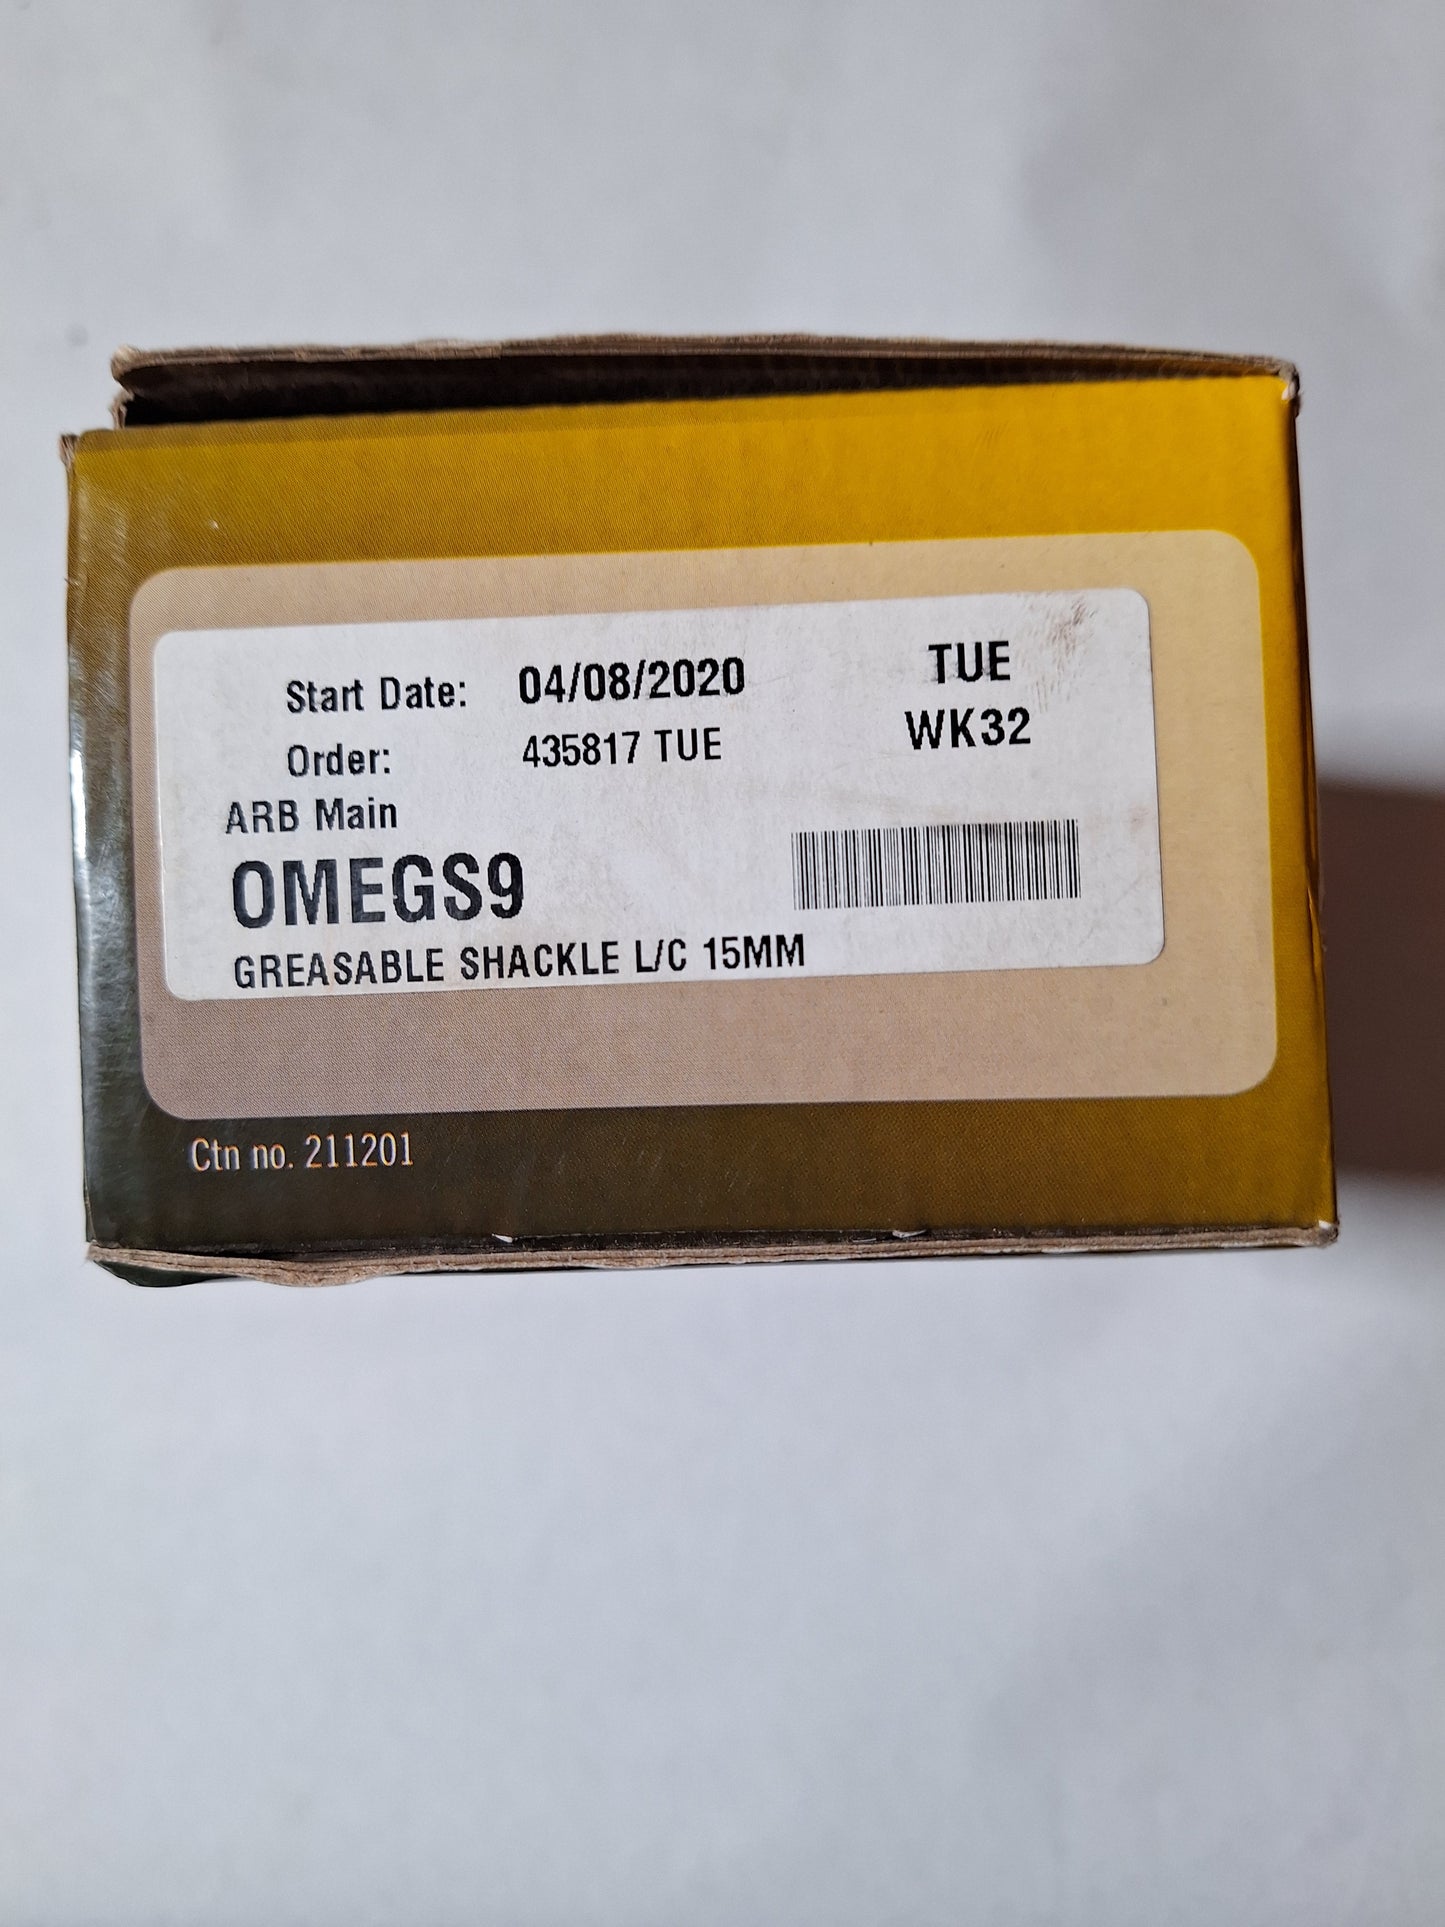 Start Date: 04/08/2020 TUE
Order: 435817 TUE WK32
ARB Main
OMEGS9
GREASABLE SHACKLE L/C 15MM
Ctn no. 211201